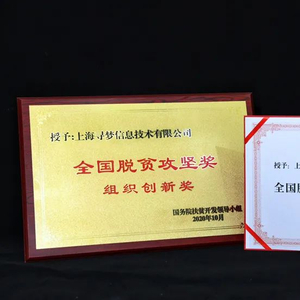 授予:上海寻梦信息技术有限公司
全国脱贫攻坚奖
组织创新奖
国务院扶贫开发领导小组
2020年10月
授予：上
全国脱